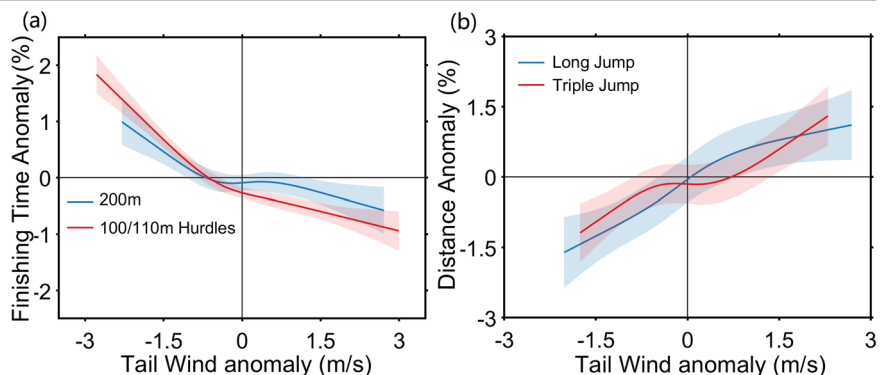 (a)
Finishing Time Anomaly(%)
2
1
0
-1
-2
200m
100/110m Hurdles
-3
-1.5
0
1.5
3
Tail Wind anomaly (m/s)
(b)
Distance Anomaly (%)
3
1.5
0
-1.5
-3
Long Jump
Triple Jump
-3
-1.5
0
1.5
3
Tail Wind anomaly (m/s)